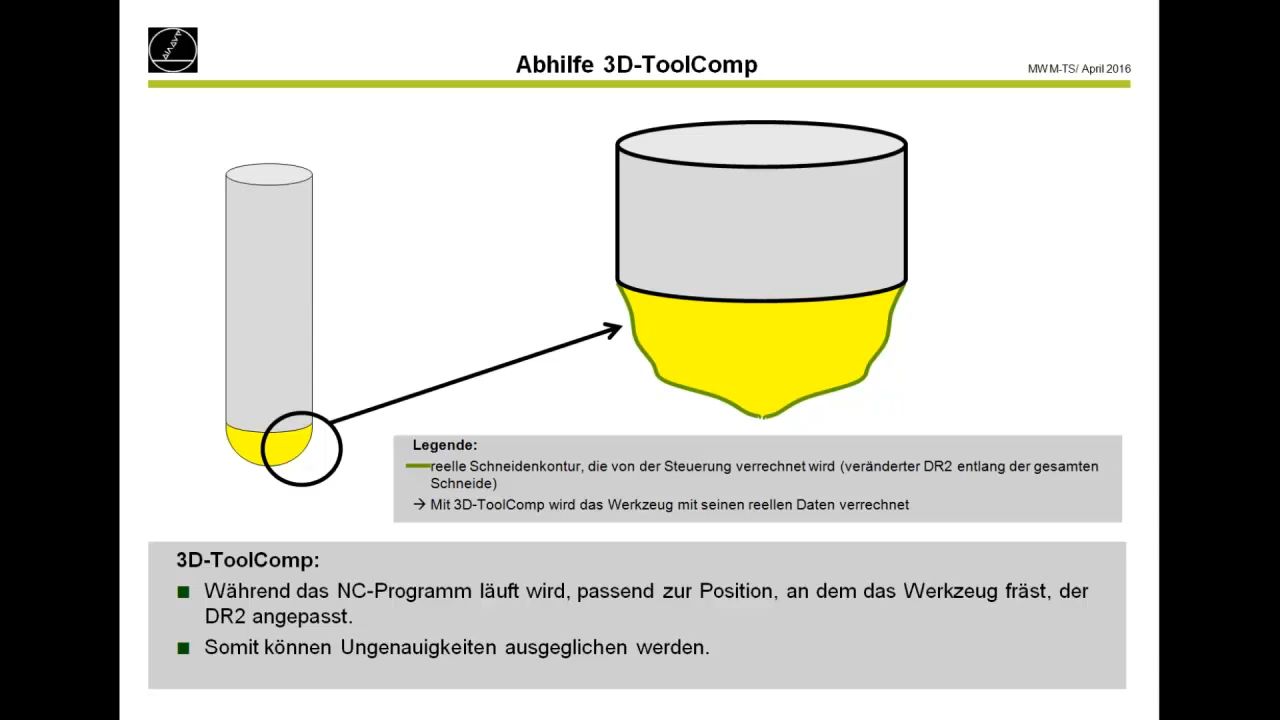 Abhilfe 3D-ToolComp
MWM-TS/ April 2016
Legende:
reelle Schneidenkontur, die von der Steuerung verrechnet wird (veränderter DR2 entlang der gesamten
Schneide)
→ Mit 3D-ToolComp wird das Werkzeug mit seinen reellen Daten verrechnet
3D-ToolComp:
■ Während das NC-Programm läuft wird, passend zur Position, an dem das Werkzeug fräst, der
DR2 angepasst.
■ Somit können Ungenauigkeiten ausgeglichen werden.